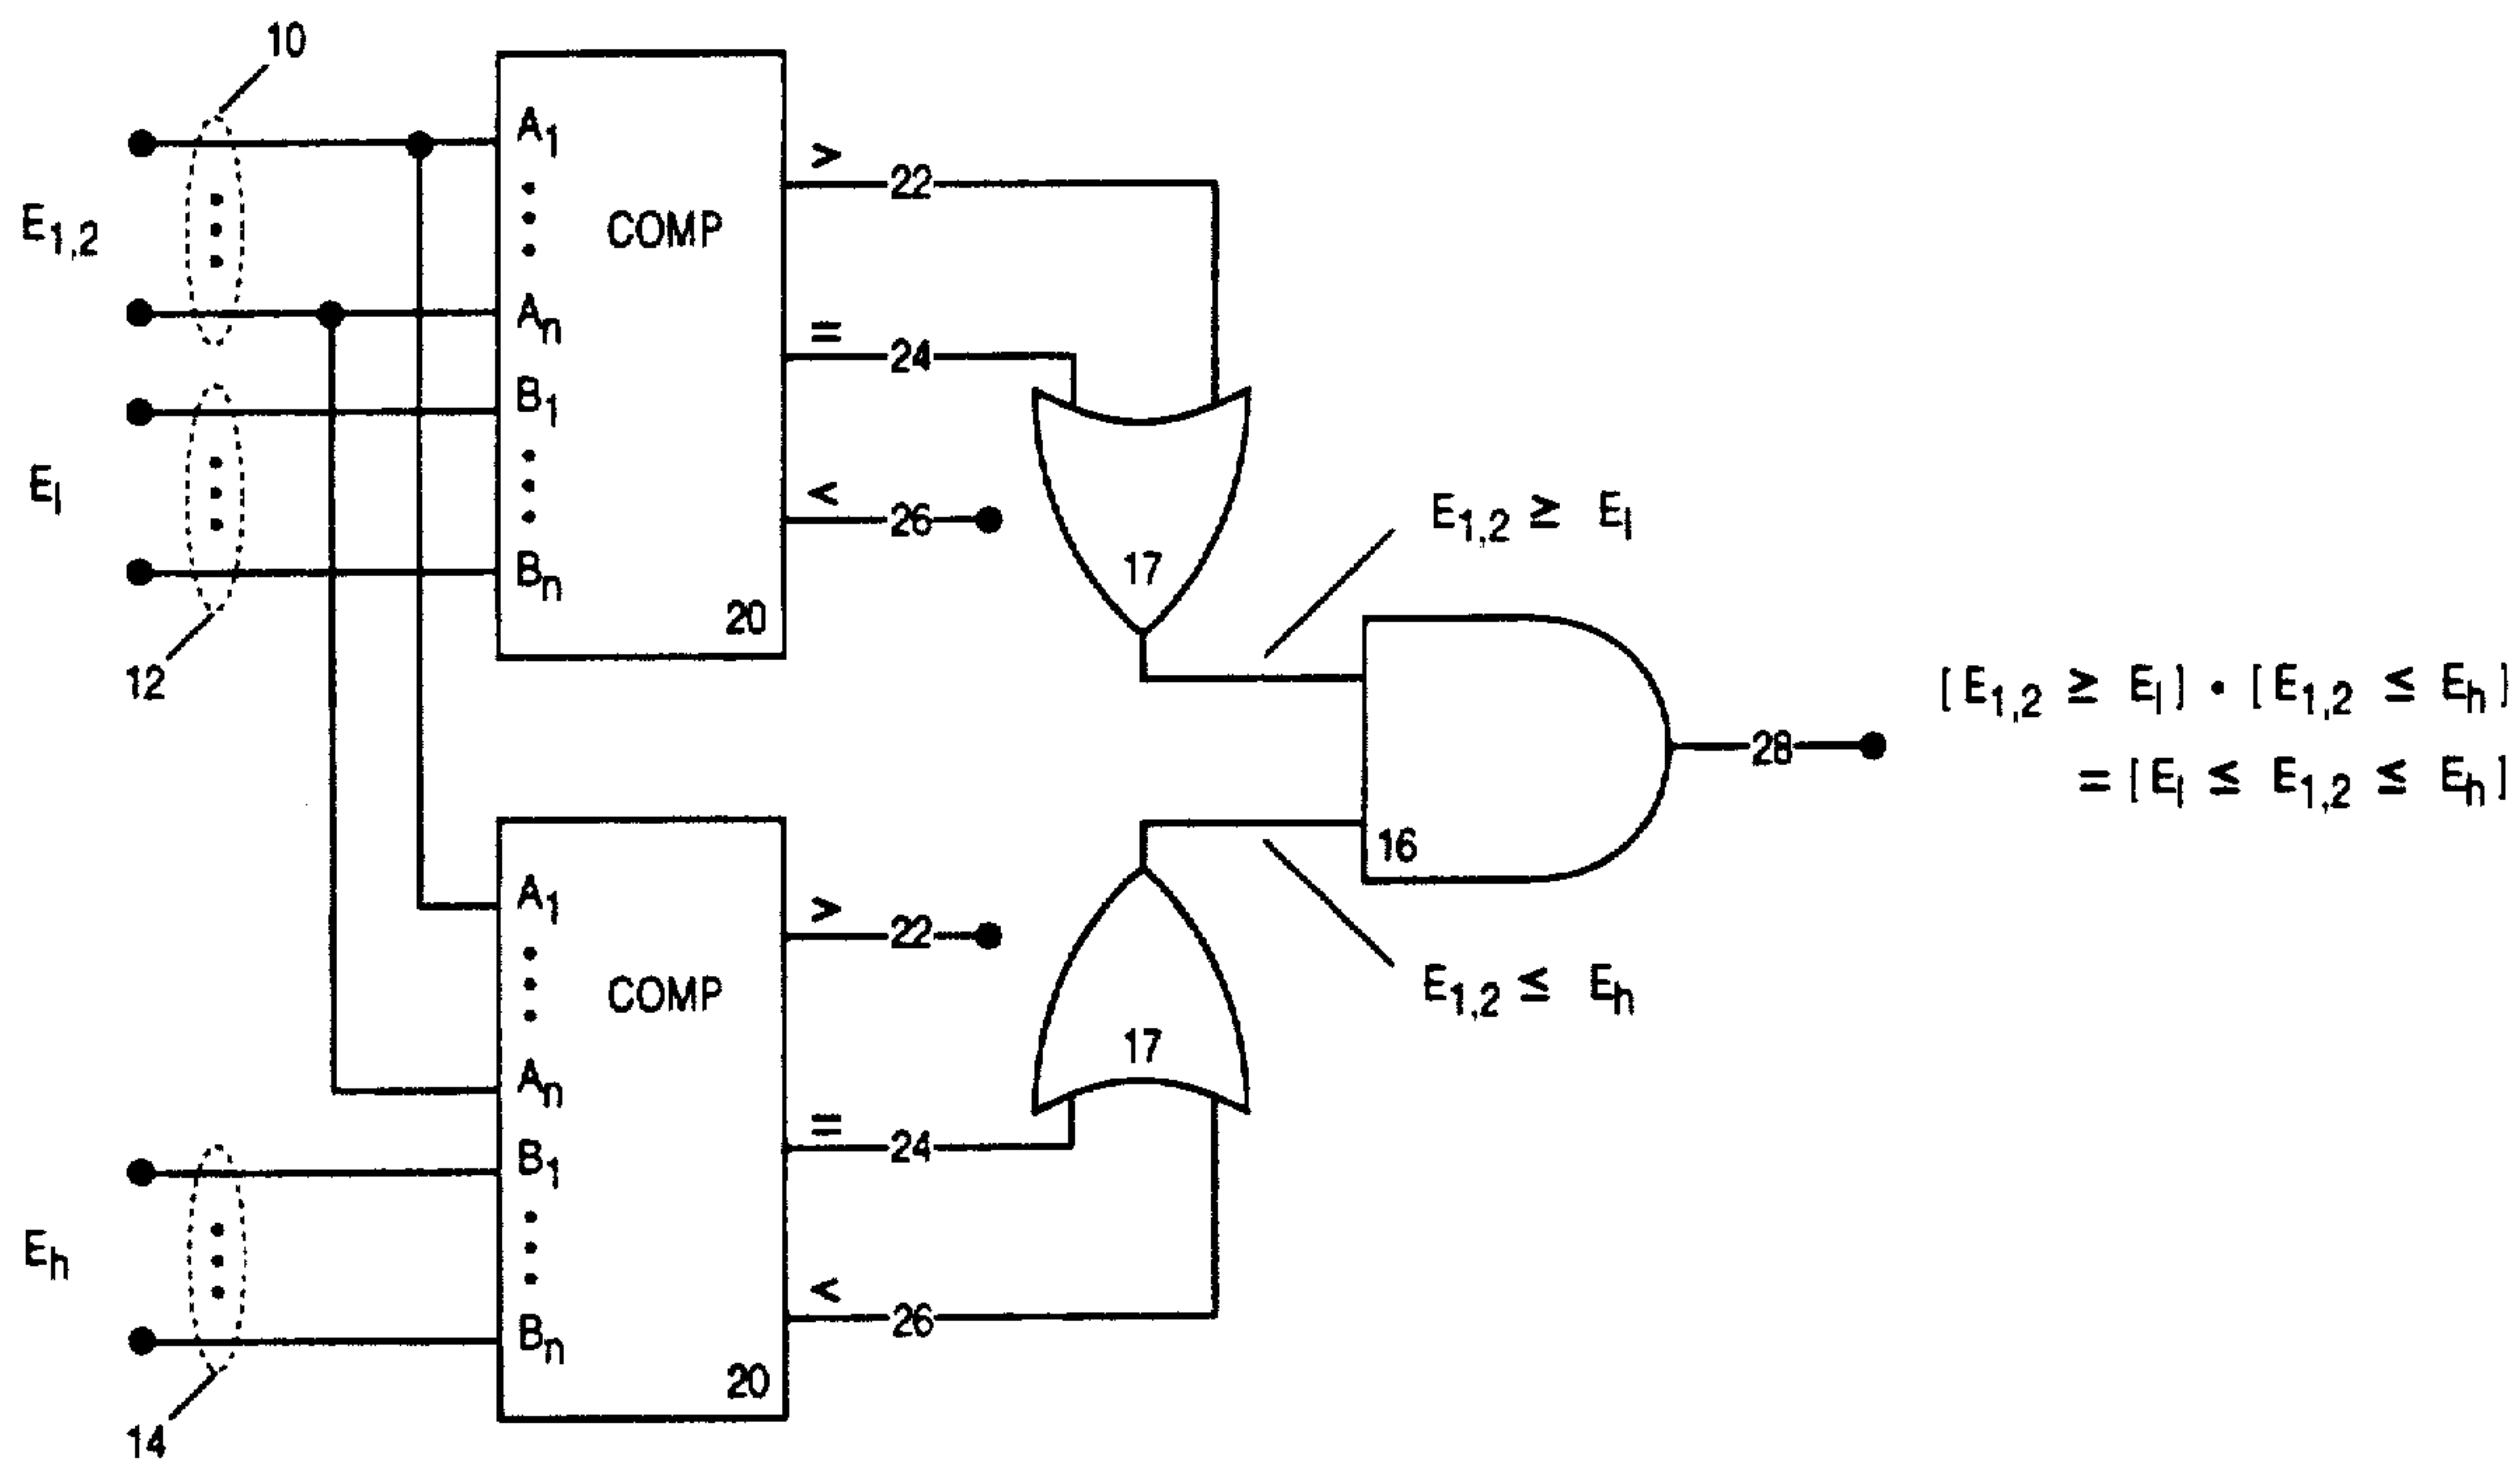 10
E1,2
A1
COMP
An
B1
Bn
20
>
22
=
24
<
26
El
12
17
E1,2 ≥ El
E1,2 ≤ Eh
16
28
[E1,2 ≥ El] • [E1,2 ≤ Eh]
= [El ≤ E1,2 ≤ Eh]
A1
COMP
An
B1
Bn
20
>
22
=
24
<
26
17
Eh
14